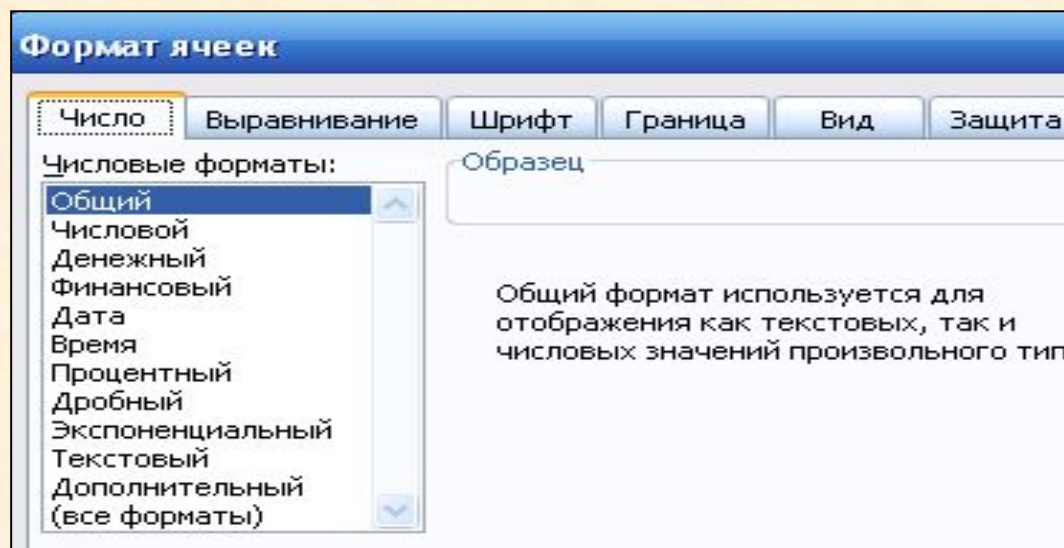 Формат ячеек
Число Выравнивание Шрифт Граница Вид Защита
Числовые форматы:
Образец
Общий
Числовой
Денежный
Финансовый
Дата
Время
Процентный
Дробный
Экспоненциальный
Текстовый
Дополнительный
(все форматы)
Общий формат используется для
отображения как текстовых, так и
числовых значений произвольного тип